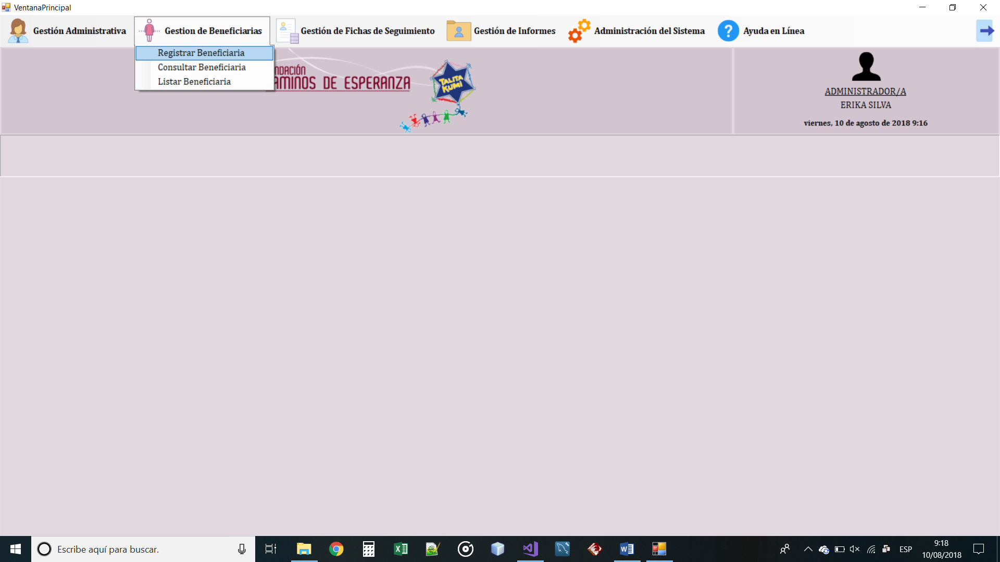 VentanaPrincipal
Gestión Administrativa
Gestion de Beneficiarias
Gestión de Fichas de Seguimiento
Gestión de Informes
Administración del Sistema
Ayuda en Línea
Registrar Beneficiaria
Consultar Beneficiaria
Listar Beneficiaria
NDACIÓN
AMINOS DE ESPERANZA
TALITA
KUMI
ADMINISTRADOR/A
ERIKA SILVA
viernes, 10 de agosto de 2018 9:16
Escribe aquí para buscar.
ESP
9:18
10/08/2018